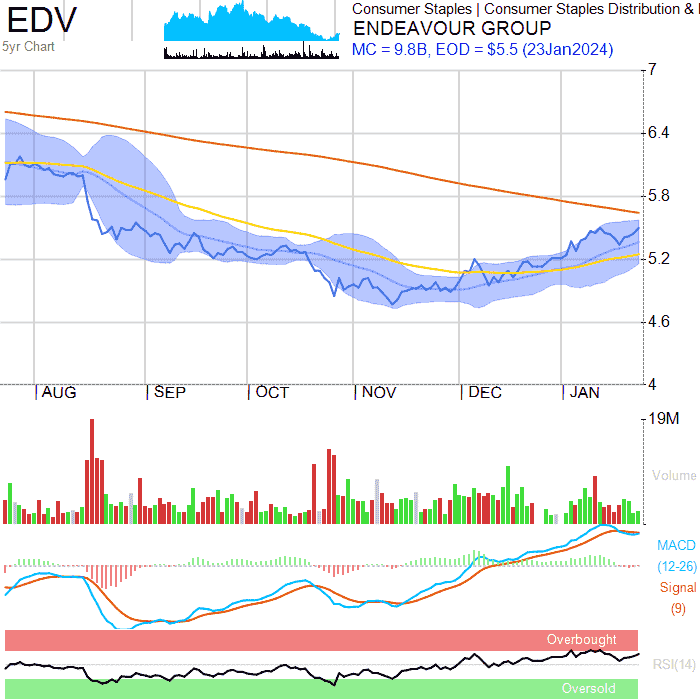 EDV
5yr Chart
Consumer Staples | Consumer Staples Distribution &
ENDEAVOUR GROUP
MC = 9.8B, EOD = $5.5 (23Jan2024)
7
6.4
5.8
5.2
4.6
4
AUG SEP OCT NOV DEC JAN
19M
Volume
MACD
(12-26)
Signal
(9)
Overbought
RSI(14)
Oversold